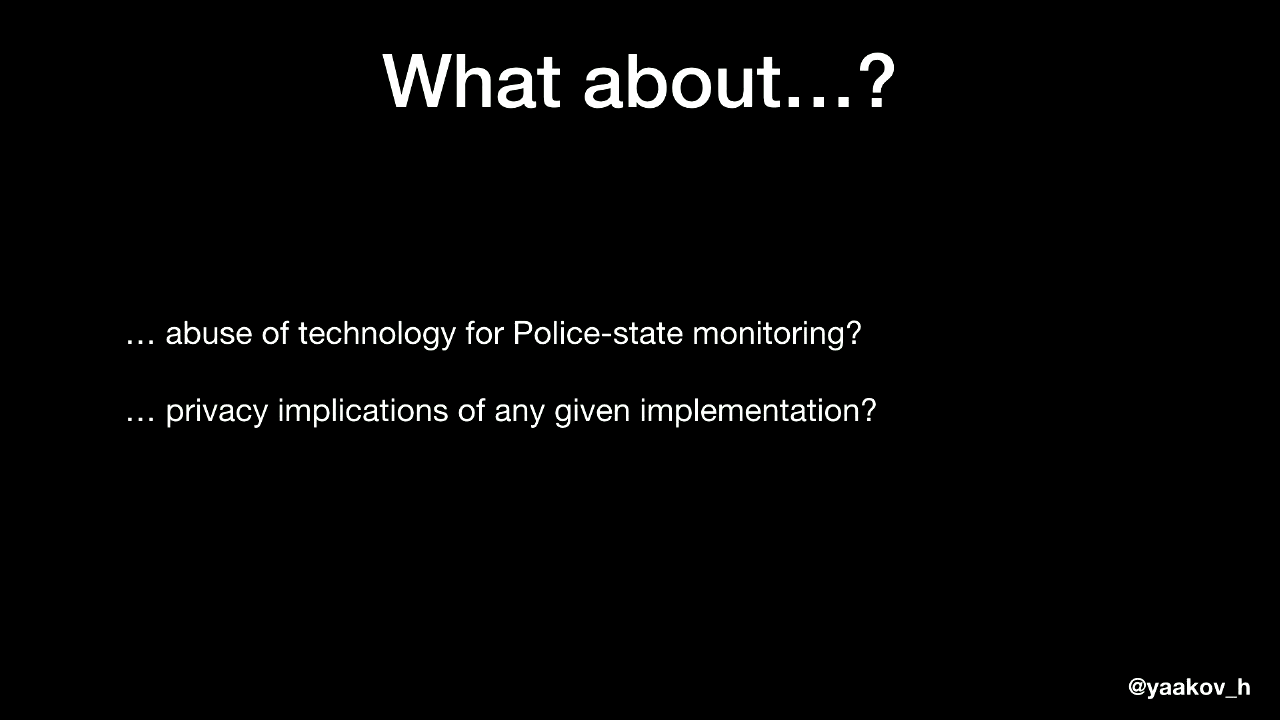 What about…?
… abuse of technology for Police-state monitoring?
… privacy implications of any given implementation?
@yaakov_h